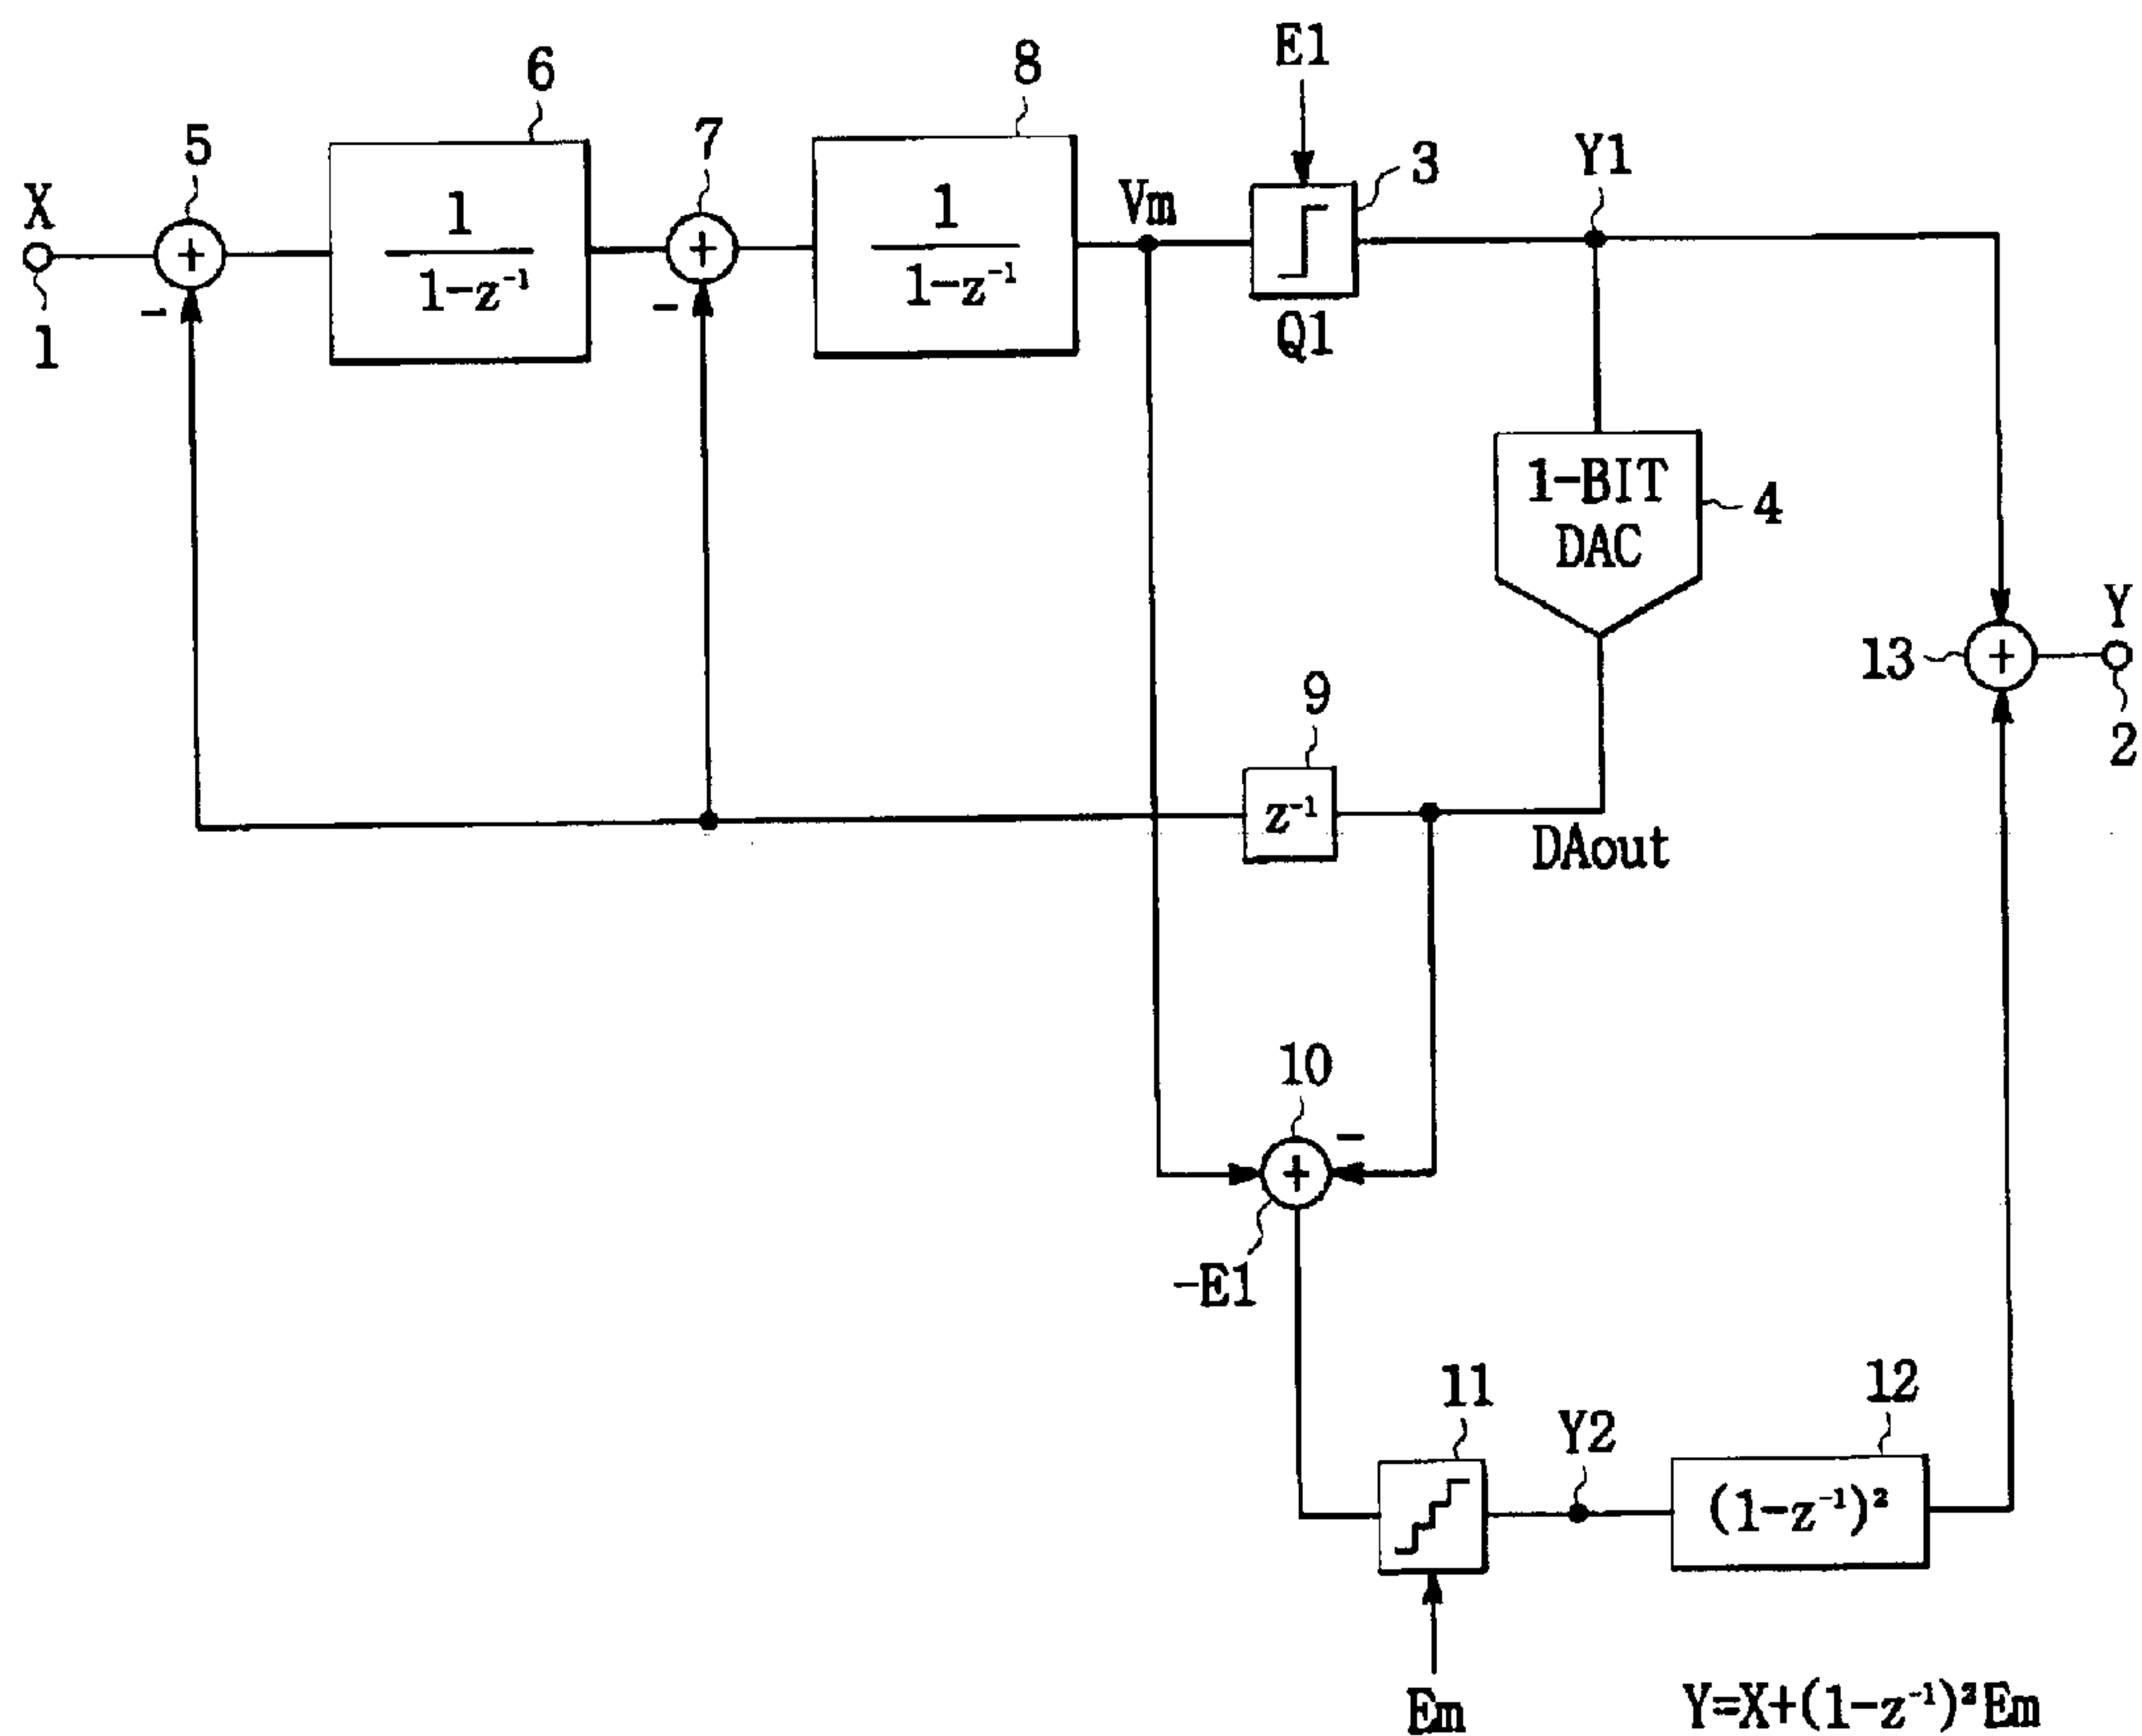 E1
6
8
5
7
3
Y1
X
Vm
1
1-z⁻¹
1
1-z⁻¹
+
+
-
-
1
Q1
1-BIT
DAC
4
Y
13
+
2
9
z⁻¹
DAout
10
-
+
-E1
11
12
Y2
(1-z⁻¹)²
Em
Y=X+(1-z⁻¹)²Em